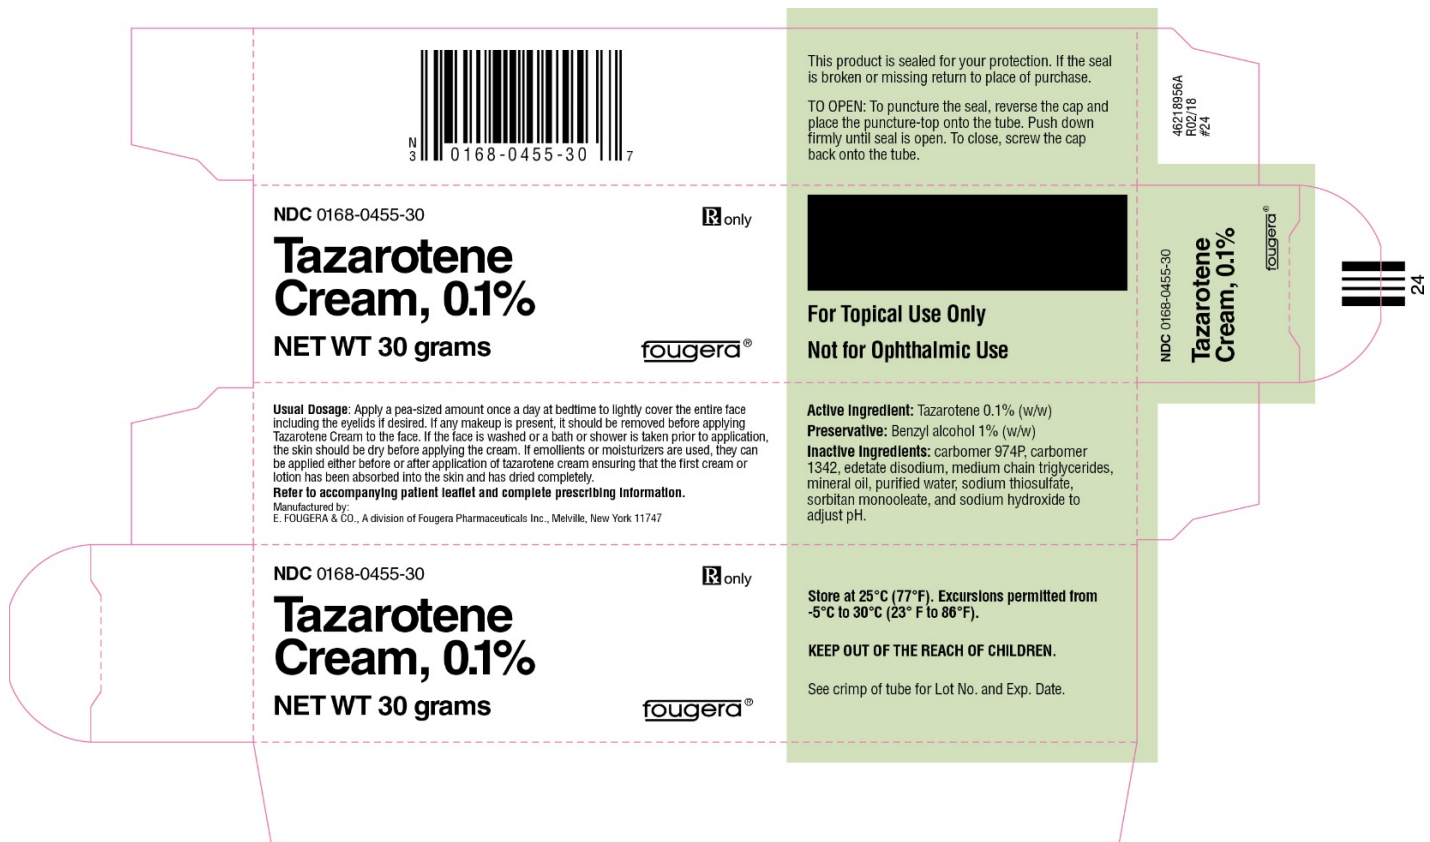 N
3 0168-0455-30 7
This product is sealed for your protection. If the seal
is broken or missing return to place of purchase.
TO OPEN: To puncture the seal, reverse the cap and
place the puncture-top onto the tube. Push down
firmly until seal is open. To close, screw the cap
back onto the tube.
46218956A
R02/18
#24
NDC 0168-0455-30
Rx only
Tazarotene
Cream, 0.1%
NET WT 30 grams
fougera®
For Topical Use Only
Not for Ophthalmic Use
NDC 0168-0455-30
Tazarotene
Cream, 0.1%
fougera®
24
Usual Dosage: Apply a pea-sized amount once a day at bedtime to lightly cover the entire face
including the eyelids if desired. If any makeup is present, it should be removed before applying
Tazarotene Cream to the face. If the face is washed or a bath or shower is taken prior to application,
the skin should be dry before applying the cream. If emollients or moisturizers are used, they can
be applied either before or after application of tazarotene cream ensuring that the first cream or
lotion has been absorbed into the skin and has dried completely.
Refer to accompanying patient leaflet and complete prescribing information.
Manufactured by:
E. FOUGERA & CO., A division of Fougera Pharmaceuticals Inc., Melville, New York 11747
Active Ingredient: Tazarotene 0.1% (w/w)
Preservative: Benzyl alcohol 1% (w/w)
Inactive Ingredients: carbomer 974P, carbomer
1342, edetate disodium, medium chain triglycerides,
mineral oil, purified water, sodium thiosulfate,
sorbitan monooleate, and sodium hydroxide to
adjust pH.
NDC 0168-0455-30
Rx only
Tazarotene
Cream, 0.1%
NET WT 30 grams
fougera®
Store at 25°C (77°F). Excursions permitted from
-5°C to 30°C (23° F to 86°F).
KEEP OUT OF THE REACH OF CHILDREN.
See crimp of tube for Lot No. and Exp. Date.